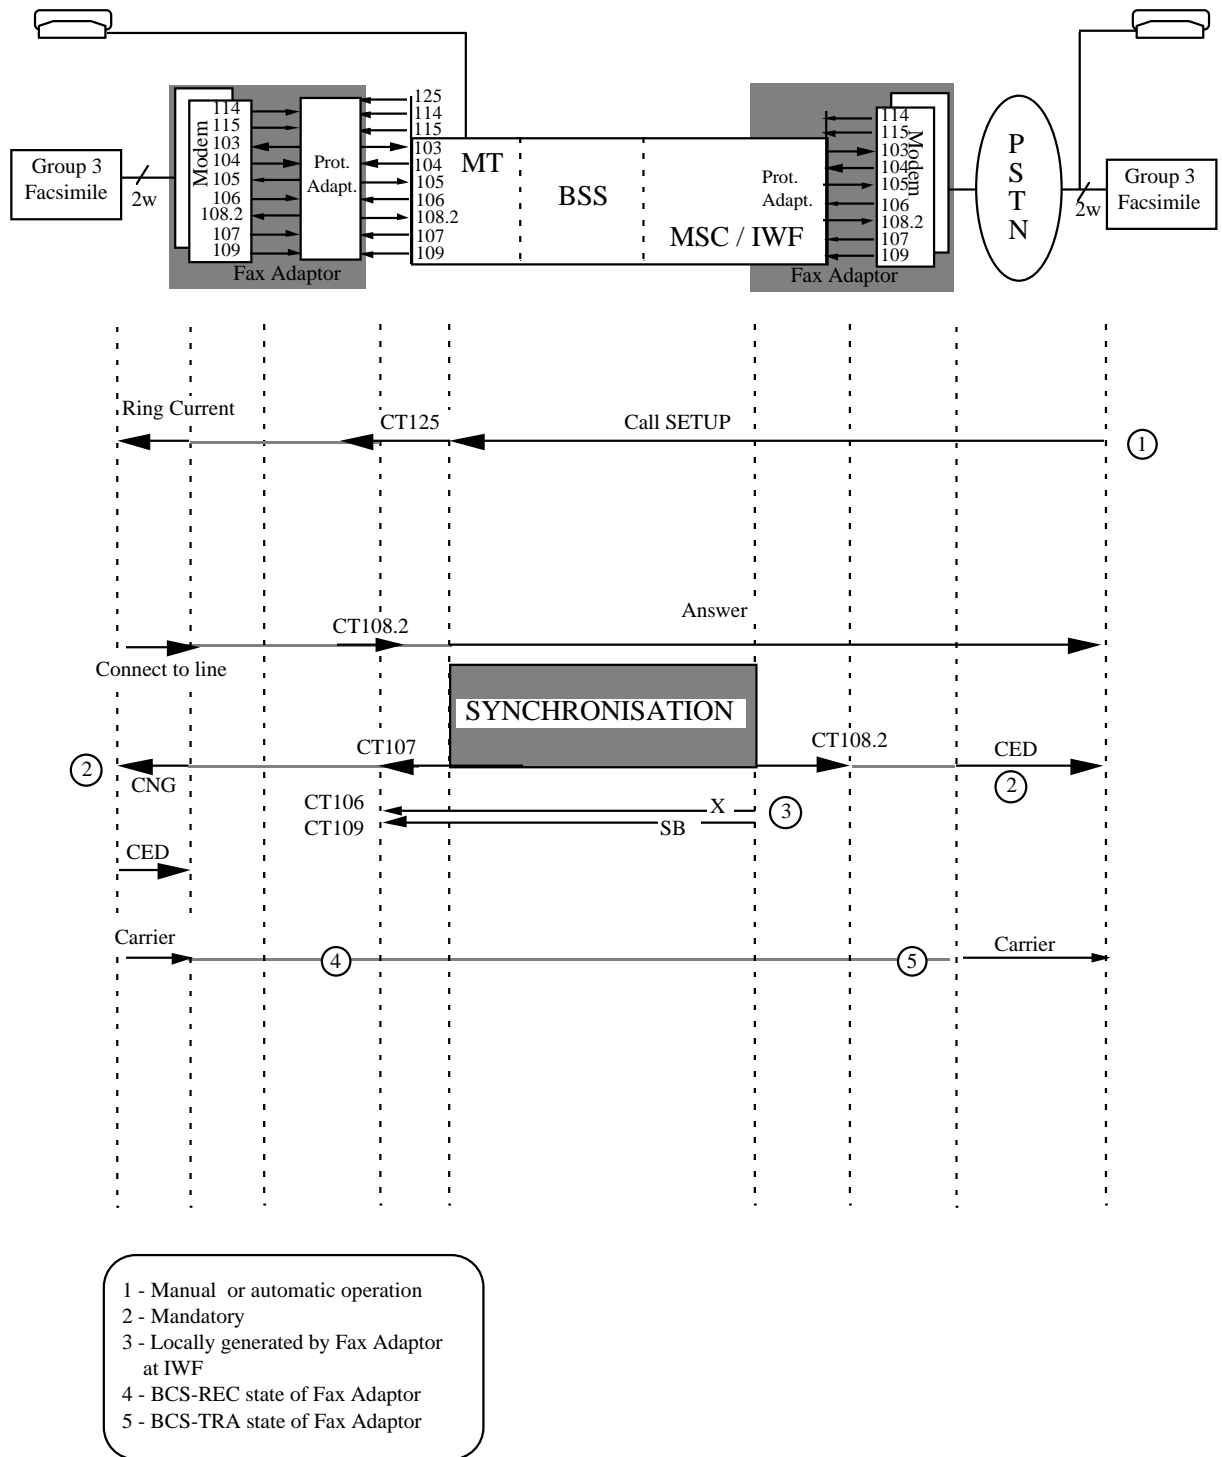 125
114
115
103
104
105
106
108.2
107
109
Modem
Prot.
Adapt.
114
115
103
104
105
106
108.2
107
109
Fax Adaptor
Group 3
Facsimile
2w
MT
BSS
MSC / IWF
Prot.
Adapt.
114
115
103
104
105
106
108.2
107
109
Modem
Fax Adaptor
P
S
T
N
2w
Group 3
Facsimile
Ring Current
CT125
Call SETUP
1
CT108.2
Answer
Connect to line
SYNCHRONISATION
2
CNG
CT107
CT108.2
CED
2
CT106
X
3
CT109
SB
CED
Carrier
4
5
Carrier
1 - Manual or automatic operation
2 - Mandatory
3 - Locally generated by Fax Adaptor
at IWF
4 - BCS-REC state of Fax Adaptor
5 - BCS-TRA state of Fax Adaptor